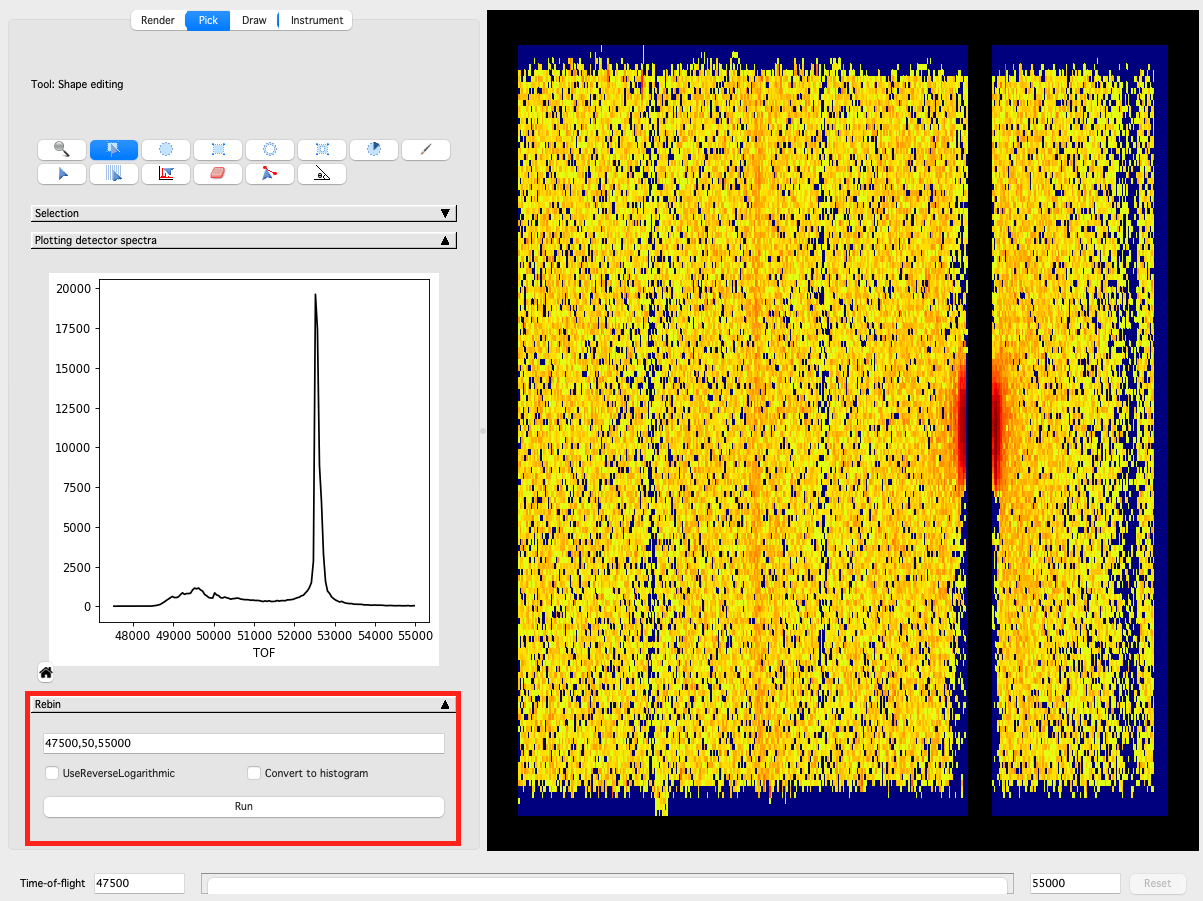 Render Pick Draw Instrument
Tool: Shape editing
Selection
Plotting detector spectra
20000
17500
15000
12500
10000
7500
5000
2500
0
48000 49000 50000 51000 52000 53000 54000 55000
TOF
Rebin
47500,50,55000
UseReverseLogarithmic Convert to histogram
Run
Time-of-flight 47500 55000 Reset